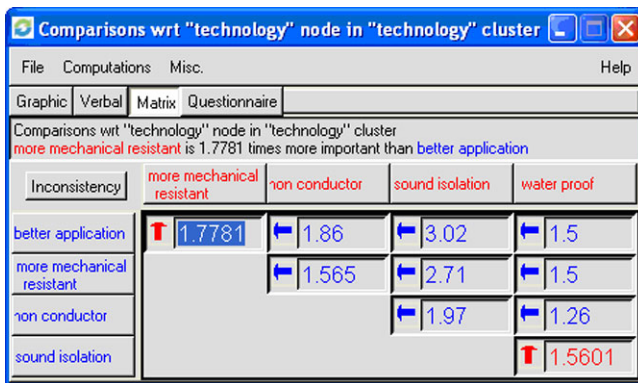 Comparisons wrt "technology" node in "technology" cluster
File Computations Misc. Help
Graphic Verbal Matrix Questionnaire
Comparisons wrt "technology" node in "technology" cluster
more mechanical resistant is 1.7781 times more important than better application
Inconsistency
more mechanical
resistant
non conductor
sound isolation
water proof
better application 1.7781 1.86 3.02 1.5
more mechanical
resistant
1.565 2.71 1.5
non conductor 1.97 1.26
sound isolation 1.5601